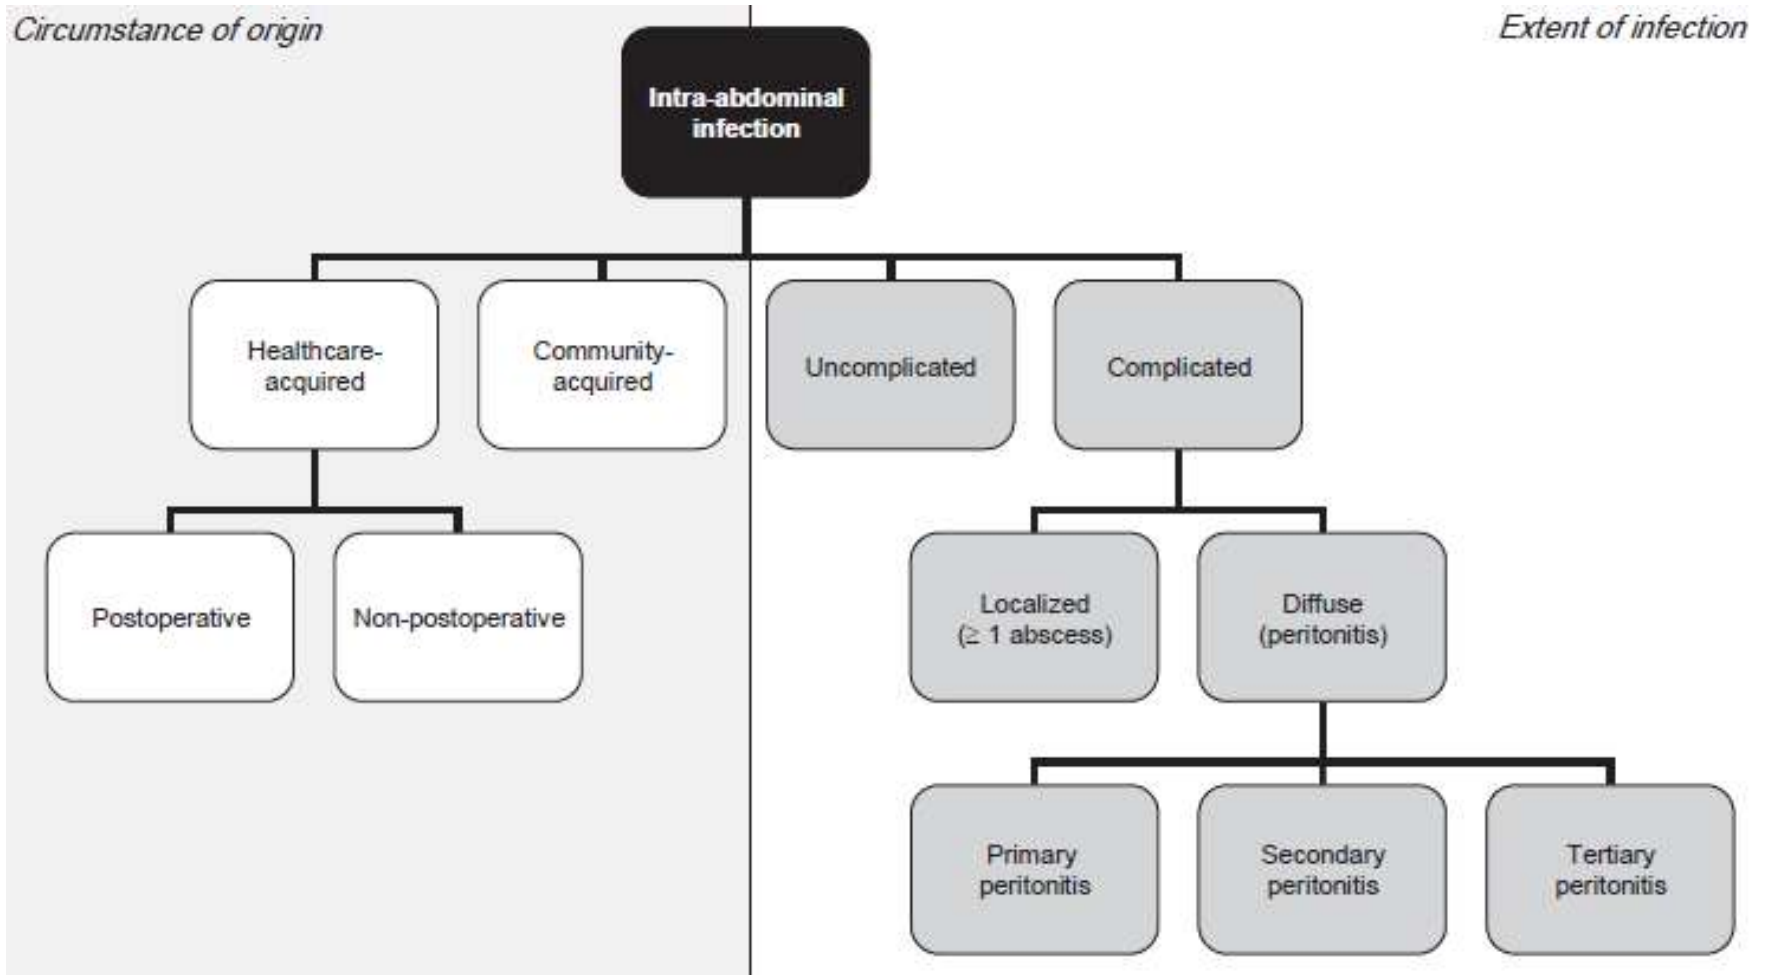 Circumstance of origin
Extent of infection
Intra-abdominal
infection
Healthcare-
acquired
Community-
acquired
Uncomplicated
Complicated
Postoperative
Non-postoperative
Localized
(≥ 1 abscess)
Diffuse
(peritonitis)
Primary
peritonitis
Secondary
peritonitis
Tertiary
peritonitis